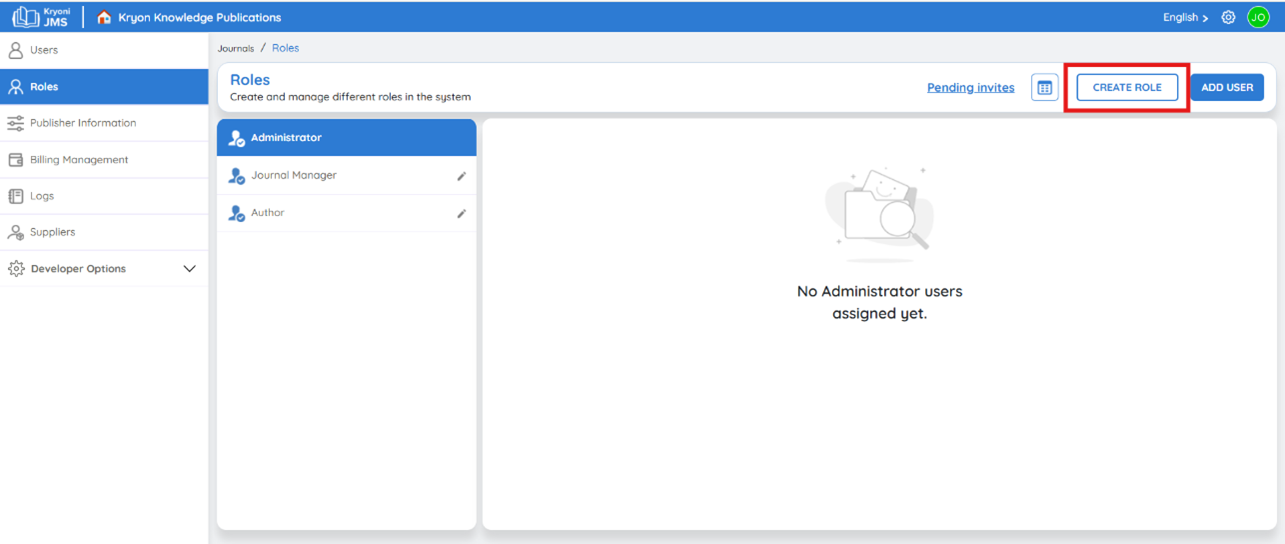 Kryoni
JMS
Kryon Knowledge Publications
English >
JO
Users
Roles
Publisher Information
Billing Management
Logs
Suppliers
Developer Options
Journals / Roles
Roles
Create and manage different roles in the system
Pending invites
CREATE ROLE
ADD USER
Administrator
Journal Manager
Author
No Administrator users
assigned yet.